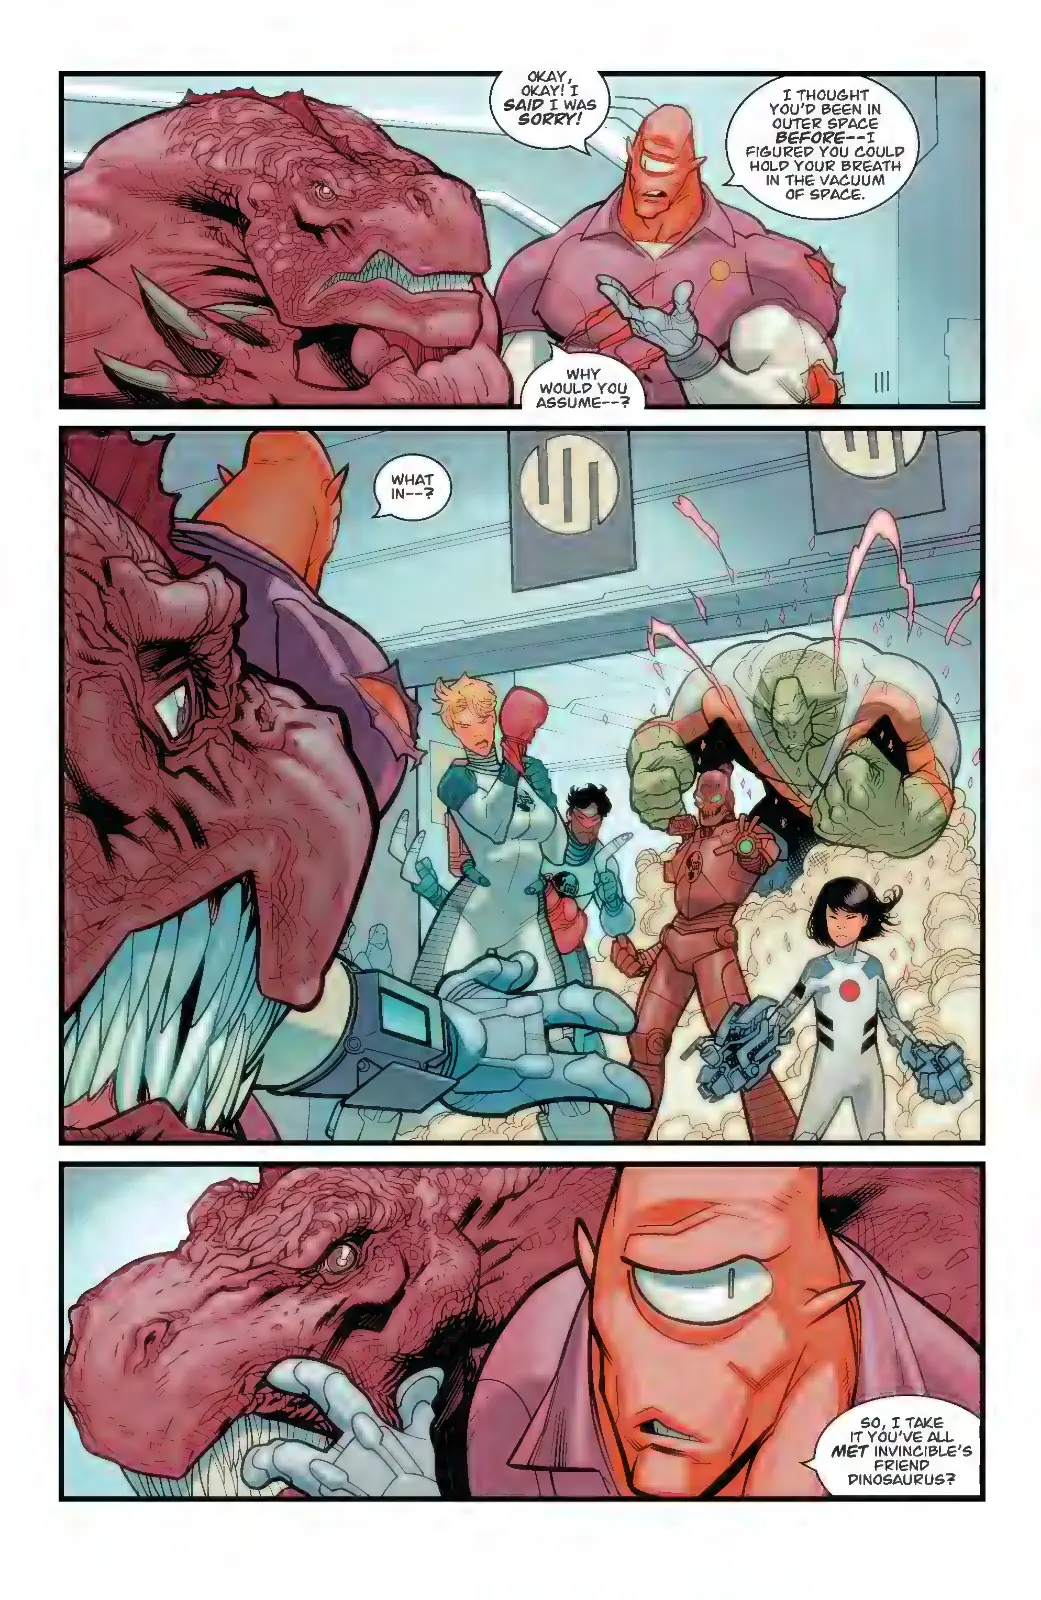 OKAY,
OKAY! I
SAID I WAS
SORRY!
I THOUGHT
YOU'D BEEN IN
OUTER SPACE
BEFORE--I
FIGURED YOU COULD
HOLD YOUR BREATH
IN THE VACUUM
OF SPACE.
WHY
WOULD YOU
ASSUME--?
WHAT
IN--?
SO, I TAKE
IT YOU'VE ALL
MET INVINCIBLE'S
FRIEND
DINOSAURUS?